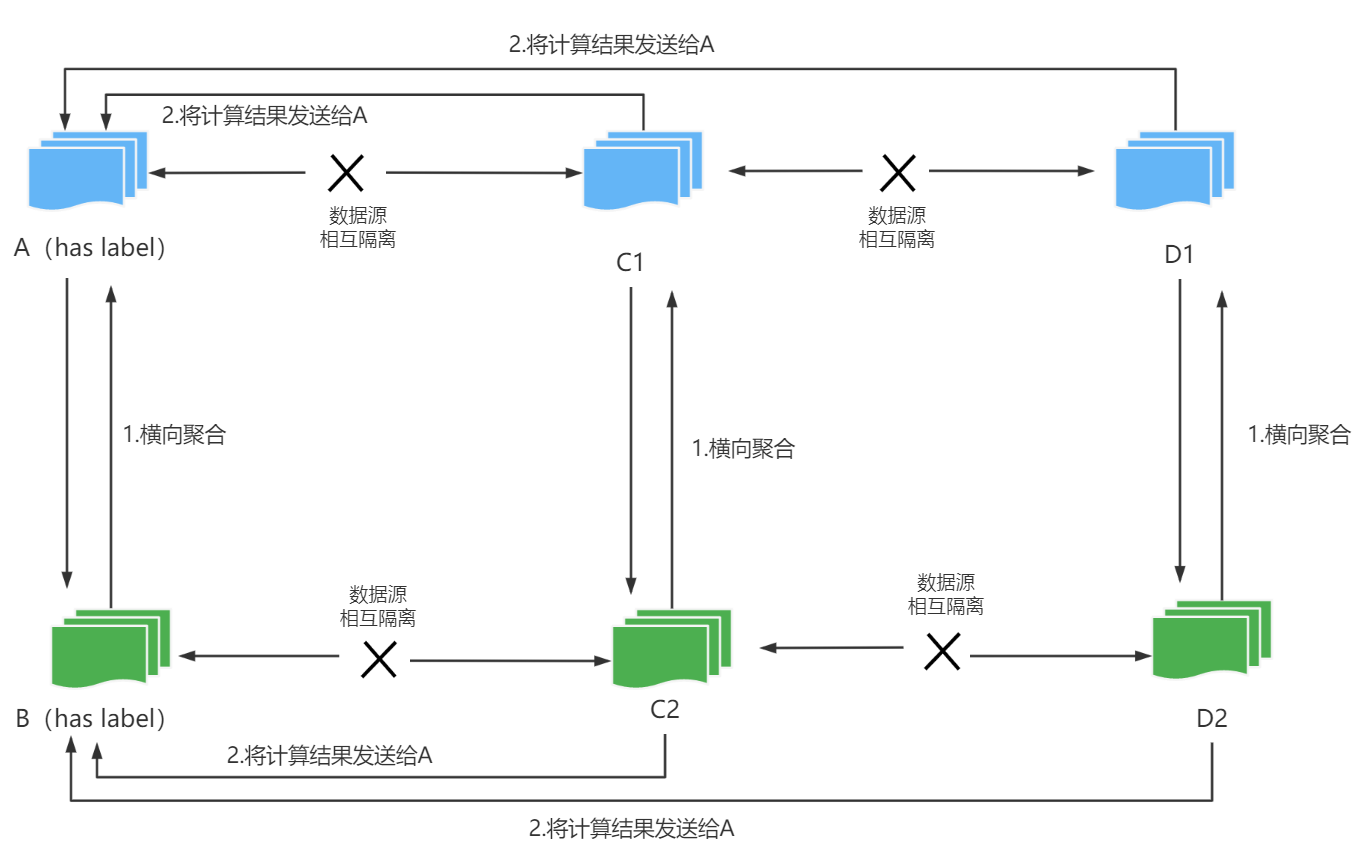 2.将计算结果发送给A
2.将计算结果发送给A
数据源
相互隔离
数据源
相互隔离
A（has label）
C1
D1
1.横向聚合
1.横向聚合
1.横向聚合
数据源
相互隔离
数据源
相互隔离
B（has label）
C2
D2
2.将计算结果发送给A
2.将计算结果发送给A